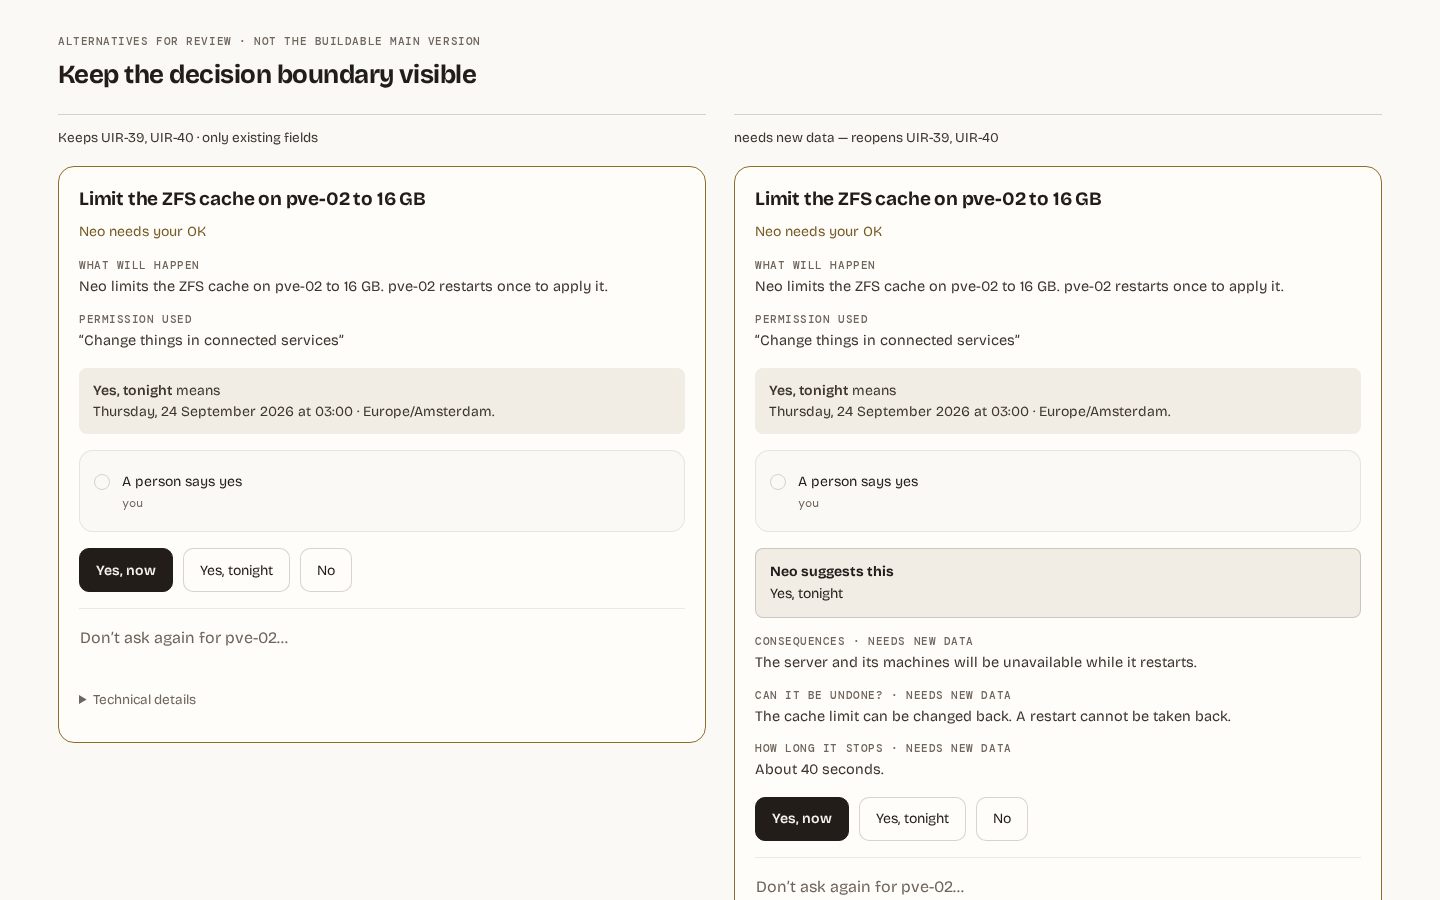 ALTERNATIVES FOR REVIEW · NOT THE BUILDABLE MAIN VERSION
Keep the decision boundary visible
Keeps UIR-39, UIR-40 · only existing fields
Limit the ZFS cache on pve-02 to 16 GB
Neo needs your OK
WHAT WILL HAPPEN
Neo limits the ZFS cache on pve-02 to 16 GB. pve-02 restarts once to apply it.
PERMISSION USED
“Change things in connected services”
Yes, tonight means
Thursday, 24 September 2026 at 03:00 · Europe/Amsterdam.
A person says yes
you
Yes, now
Yes, tonight
No
Don’t ask again for pve-02…
Technical details
needs new data — reopens UIR-39, UIR-40
Limit the ZFS cache on pve-02 to 16 GB
Neo needs your OK
WHAT WILL HAPPEN
Neo limits the ZFS cache on pve-02 to 16 GB. pve-02 restarts once to apply it.
PERMISSION USED
“Change things in connected services”
Yes, tonight means
Thursday, 24 September 2026 at 03:00 · Europe/Amsterdam.
A person says yes
you
Neo suggests this
Yes, tonight
CONSEQUENCES · NEEDS NEW DATA
The server and its machines will be unavailable while it restarts.
CAN IT BE UNDONE? · NEEDS NEW DATA
The cache limit can be changed back. A restart cannot be taken back.
HOW LONG IT STOPS · NEEDS NEW DATA
About 40 seconds.
Yes, now
Yes, tonight
No
Don’t ask again for pve-02…